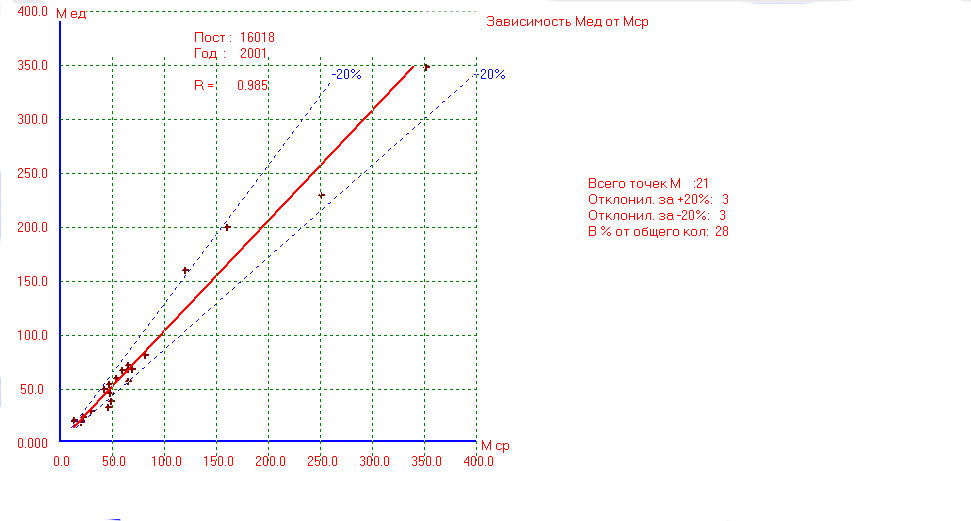 400.0
М ед
Зависимость Мед от Мср
Пост : 16018
Год : 2001
R = 0.985
350.0
-20%
+20%
300.0
250.0
Всего точек М :21
Отклонил. за +20%: 3
Отклонил. за -20%: 3
В % от общего кол: 28
200.0
150.0
100.0
50.0
0.000
М ср
0.0 50.0 100.0 150.0 200.0 250.0 300.0 350.0 400.0